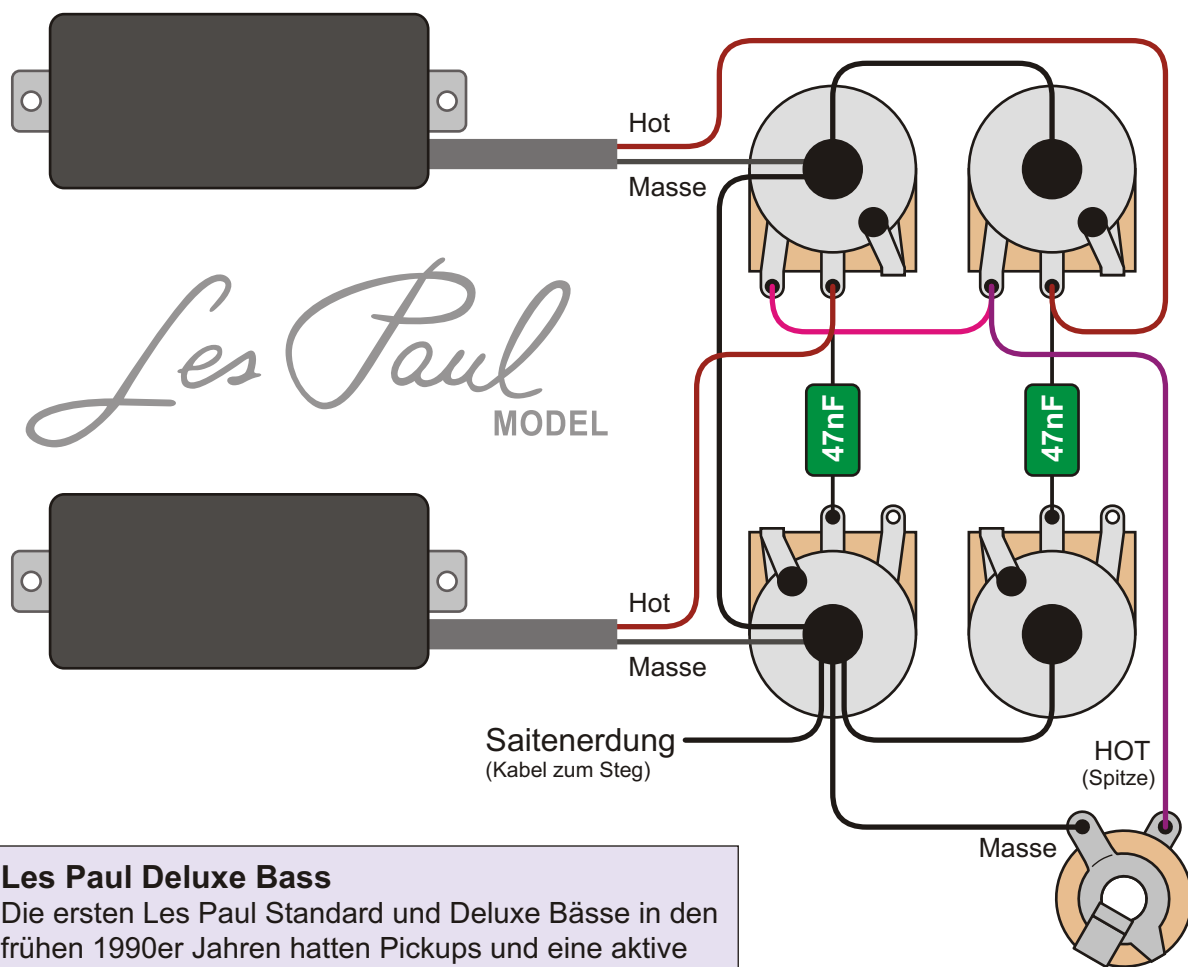 Hot
Masse
Les Paul
MODEL
47nF
47nF
Hot
Masse
Saitenerdung
(Kabel zum Steg)
HOT
(Spitze)
Masse
Les Paul Deluxe Bass
Die ersten Les Paul Standard und Deluxe Bässe in den
frühen 1990er Jahren hatten Pickups und eine aktive